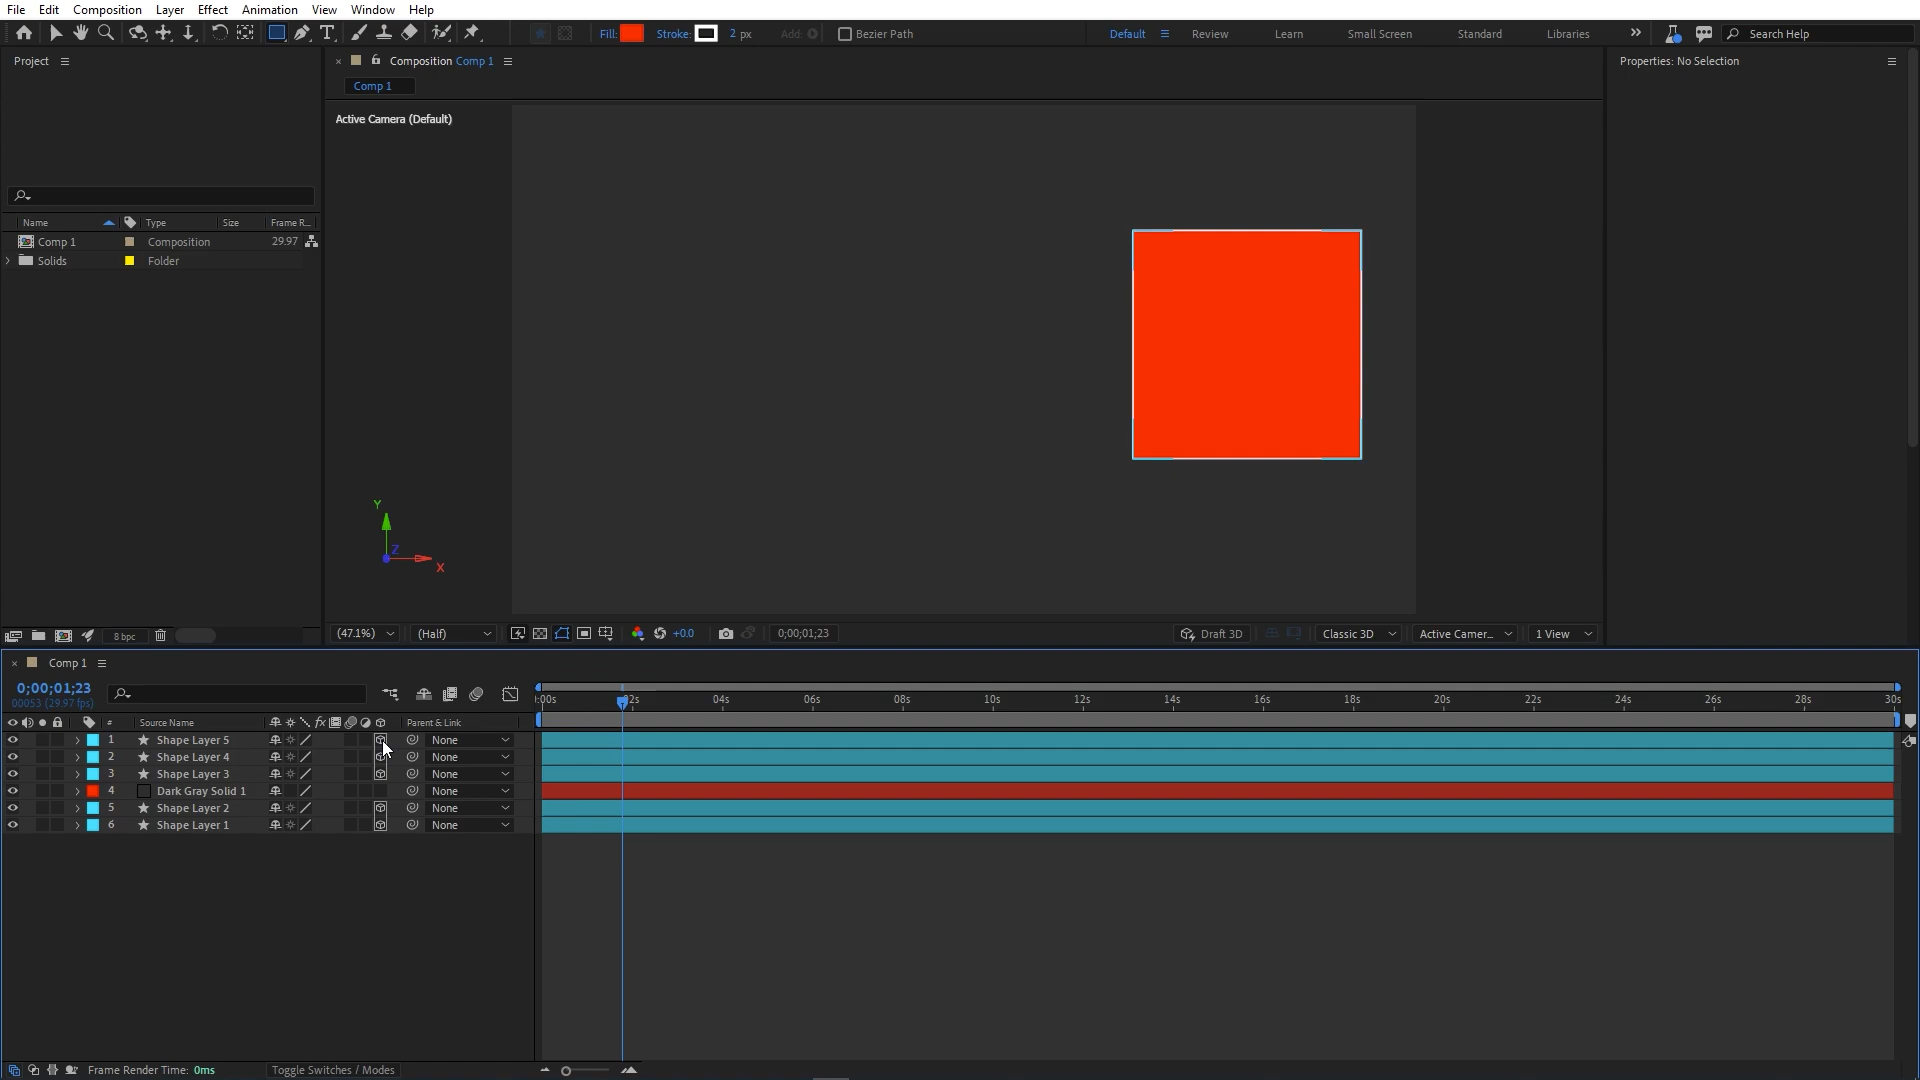 File Edit Composition Layer Effect Animation View Window Help
Fill: Stroke: 2 px Add: Bezier Path Default Review Learn Small Screen Standard Libraries Search Help
Project
Composition Comp 1
Properties: No Selection
Comp 1
Active Camera (Default)
Name Type Size Frame R...
Comp 1 Composition 29.97
Solids Folder
Y
Z
X
8 bpc
(47.1%) (Half) +0.0 0;00;01;23 Draft 3D Classic 3D Active Camer... 1 View
Comp 1
0;00;01;23
00053 (29.97 fps)
:00s 02s 04s 06s 08s 10s 12s 14s 16s 18s 20s 22s 24s 26s 28s 30s
# Source Name fx Parent & Link
1 Shape Layer 5 None
2 Shape Layer 4 None
3 Shape Layer 3 None
4 Dark Gray Solid 1 None
5 Shape Layer 2 None
6 Shape Layer 1 None
Frame Render Time: 0ms Toggle Switches / Modes